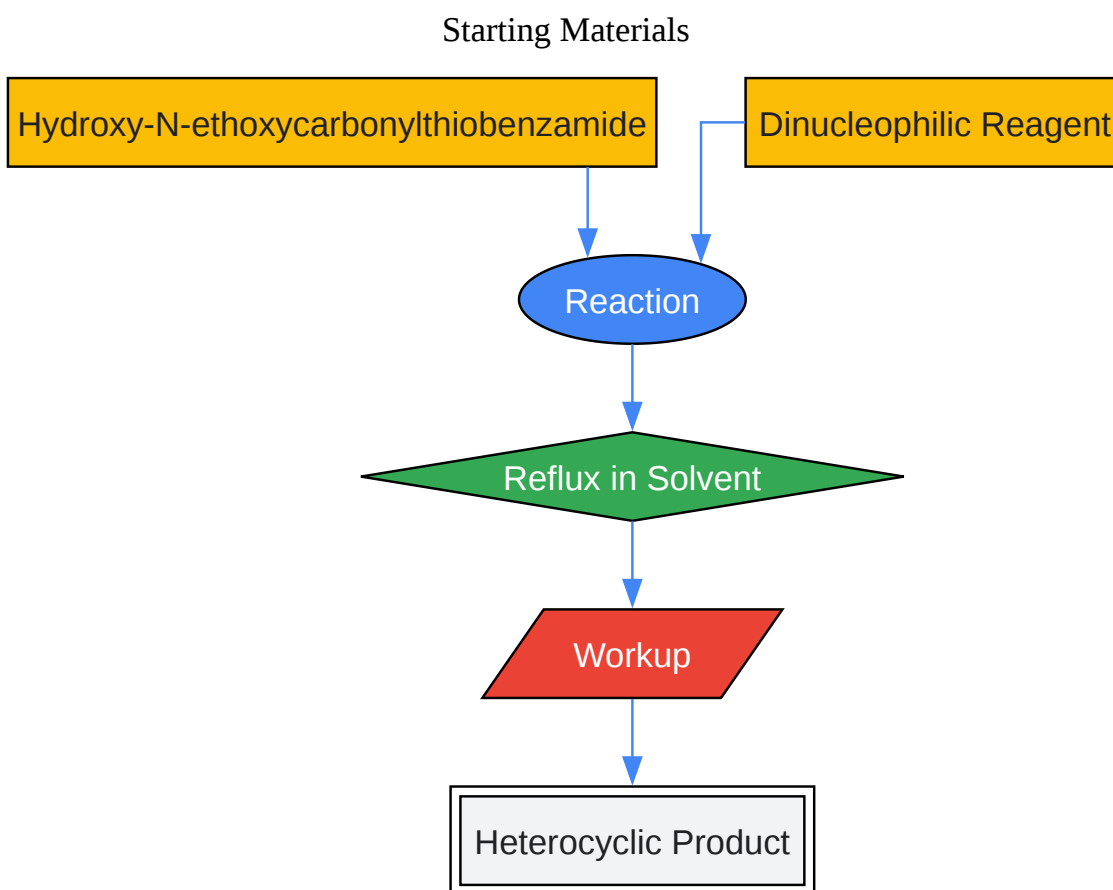 Starting Materials
Hydroxy-N-ethoxycarbonylthiobenzamide
Dinucleophilic Reagent
Reaction
Reflux in Solvent
Workup
Heterocyclic Product